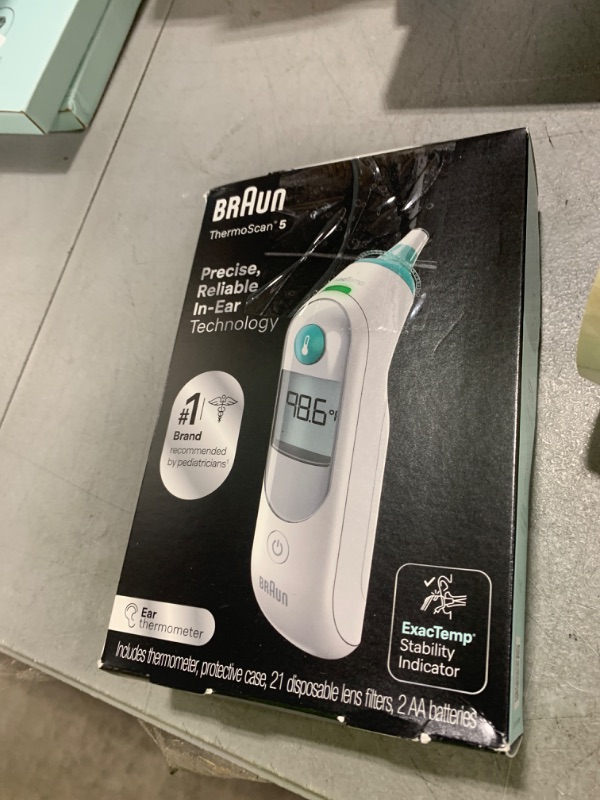 BRAUN
ThermoScan® 5
Precise,
Reliable
In-Ear
Technology
#1
Brand
recommended
by pediatricians¹
98.6°F
BRAUN
Ear
thermometer
ExacTemp®
Stability
Indicator
Includes thermometer, protective case, 21 disposable lens filters, 2 AA batteries